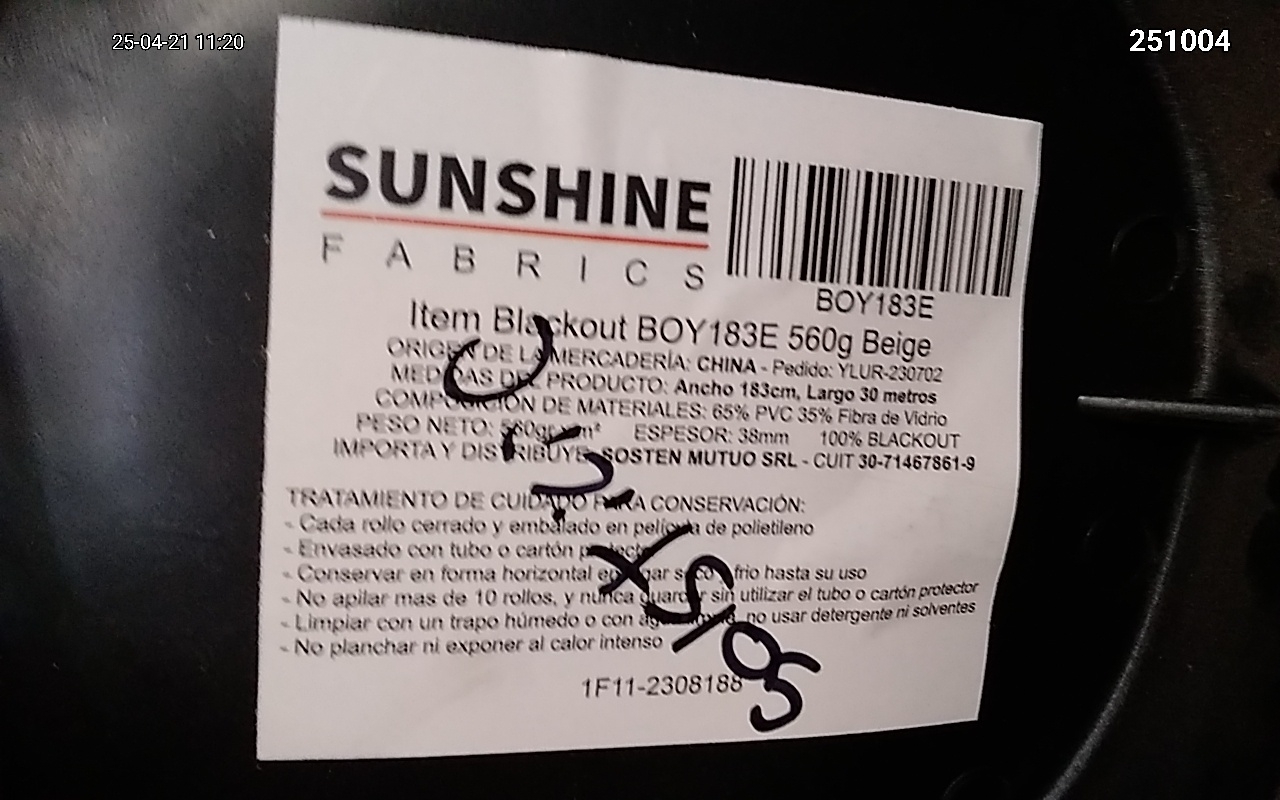 25-04-21 11:20
251004
SUNSHINE
FABRICS
BOY183E
Item Blackout BOY183E 560g Beige
ORIGEN DE LA MERCADERÍA: CHINA - Pedido: YLUR-230702
MEDIDAS DEL PRODUCTO: Ancho 183cm, Largo 30 metros
COMPOSICIÓN DE MATERIALES: 65% PVC 35% Fibra de Vidrio
PESO NETO: 560gr x m² ESPESOR: 38mm 100% BLACKOUT
IMPORTA Y DISTRIBUYE: SOSTEN MUTUO SRL - CUIT 30-71467861-9
TRATAMIENTO DE CUIDADO PARA CONSERVACIÓN:
- Cada rollo cerrado y embalado en película de polietileno
- Envasado con tubo o cartón protector
- Conservar en forma horizontal en lugar seco y frio hasta su uso
- No apilar mas de 10 rollos, y nunca guardar sin utilizar el tubo o cartón protector
- Limpiar con un trapo húmedo o con no usar detergente ni solventes
- No planchar ni exponer al calor intenso
1F11-2308188